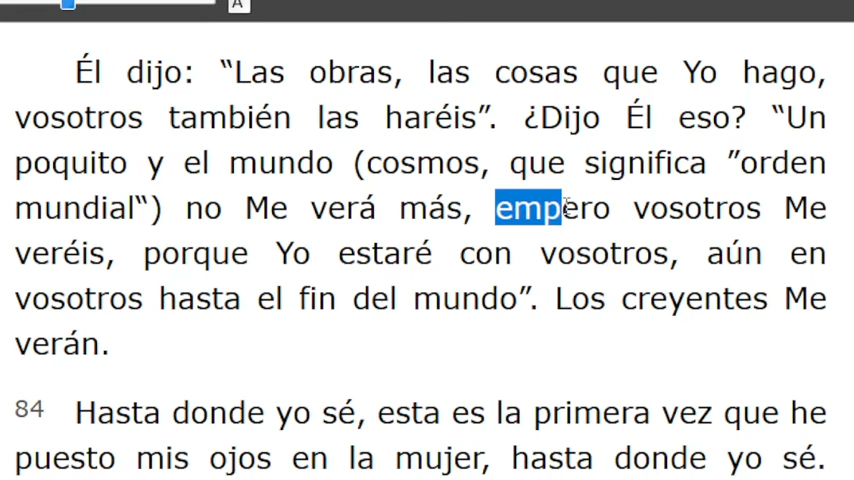 A
Él dijo: “Las obras, las cosas que Yo hago,
vosotros también las haréis”. ¿Dijo Él eso? “Un
poquito y el mundo (cosmos, que significa ”orden
mundial“) no Me verá más, empero vosotros Me
veréis, porque Yo estaré con vosotros, aún en
vosotros hasta el fin del mundo”. Los creyentes Me
verán.
84 Hasta donde yo sé, esta es la primera vez que he
puesto mis ojos en la mujer, hasta donde yo sé.